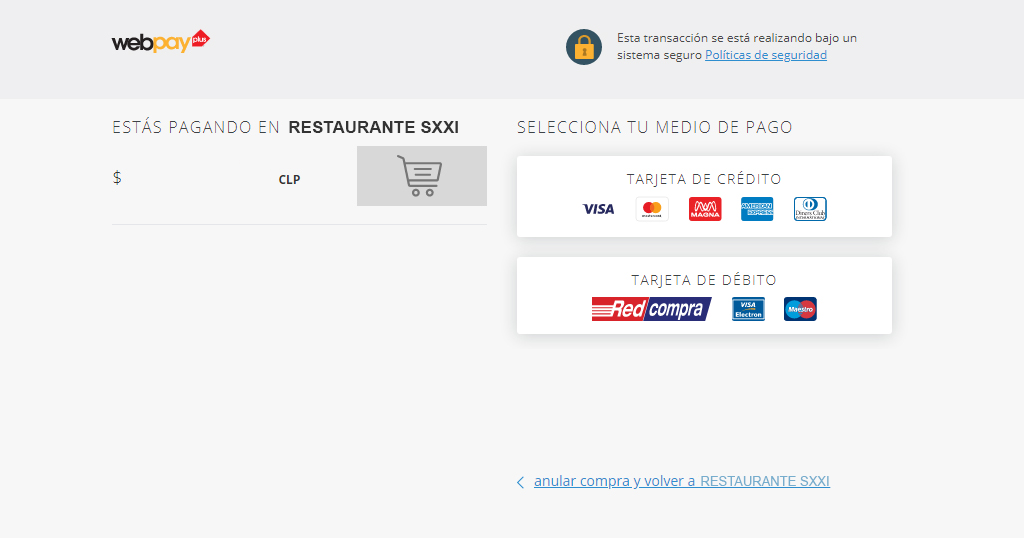 webpay plus
Esta transacción se está realizando bajo un
sistema seguro Políticas de seguridad
ESTÁS PAGANDO EN RESTAURANTE SXXI
$ CLP
SELECCIONA TU MEDIO DE PAGO
TARJETA DE CRÉDITO
VISA
mastercard
MAGNA
AMERICAN EXPRESS
Diners Club
INTERNATIONAL
TARJETA DE DÉBITO
Redcompra
VISA
Electron
Maestro
anular compra y volver a RESTAURANTE SXXI